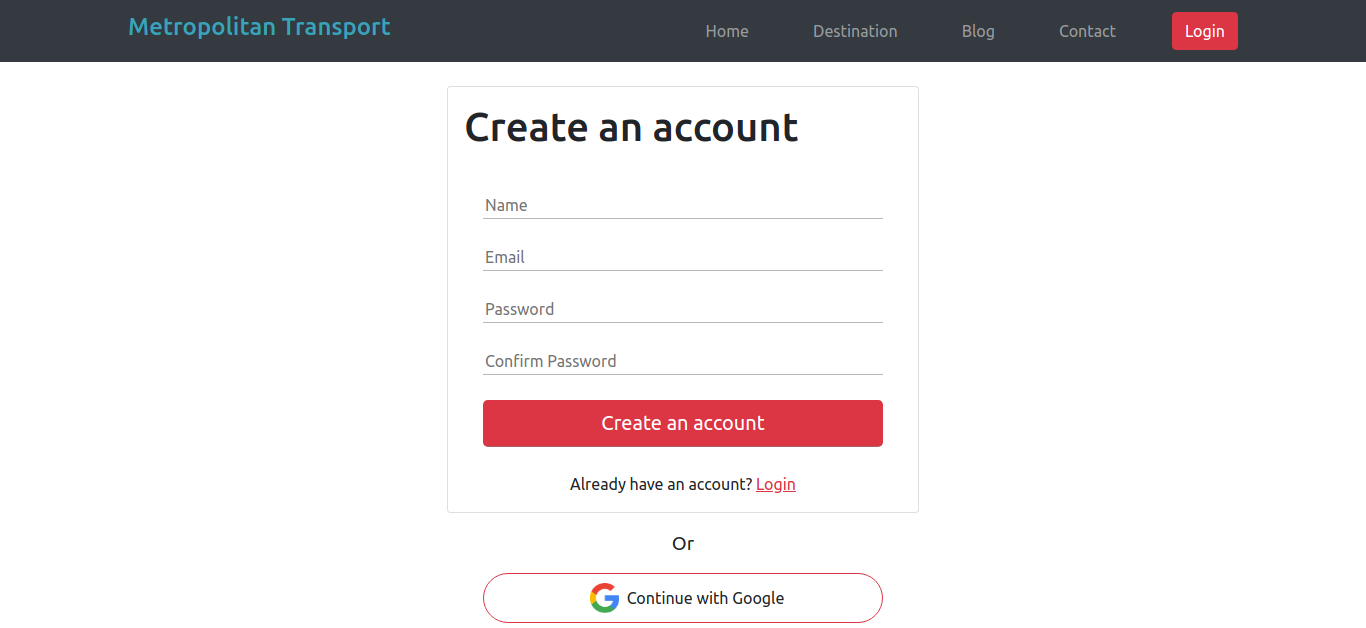 Metropolitan Transport
Home Destination Blog Contact Login
Create an account
Name
Email
Password
Confirm Password
Create an account
Already have an account? Login
Or
Continue with Google